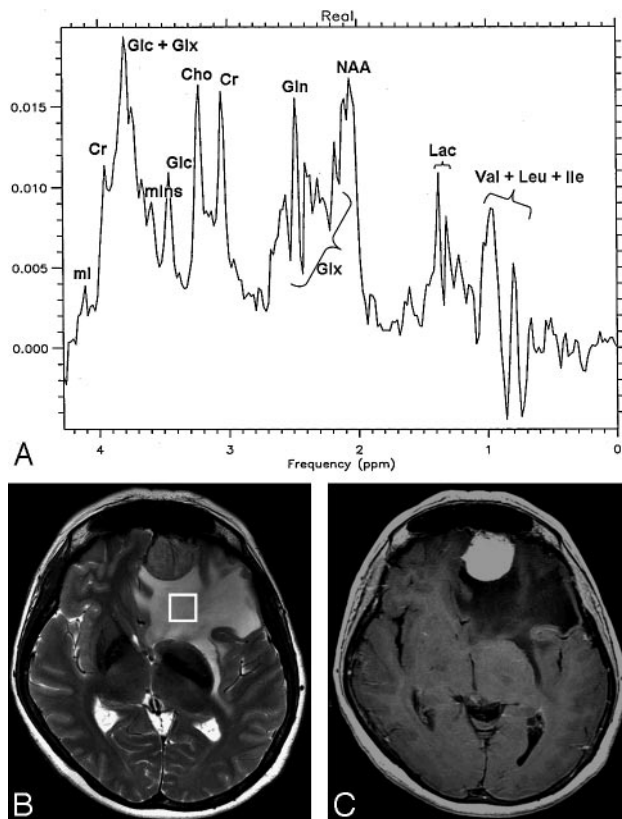 Real
Glc + Glx
Cho
Cr
Gln
NAA
Cr
Glc
mIns
mI
Lac
Val + Leu + Ile
Glx
0.015
0.010
0.005
0.000
4 3 2 1 0
Frequency (ppm)
A
B
C